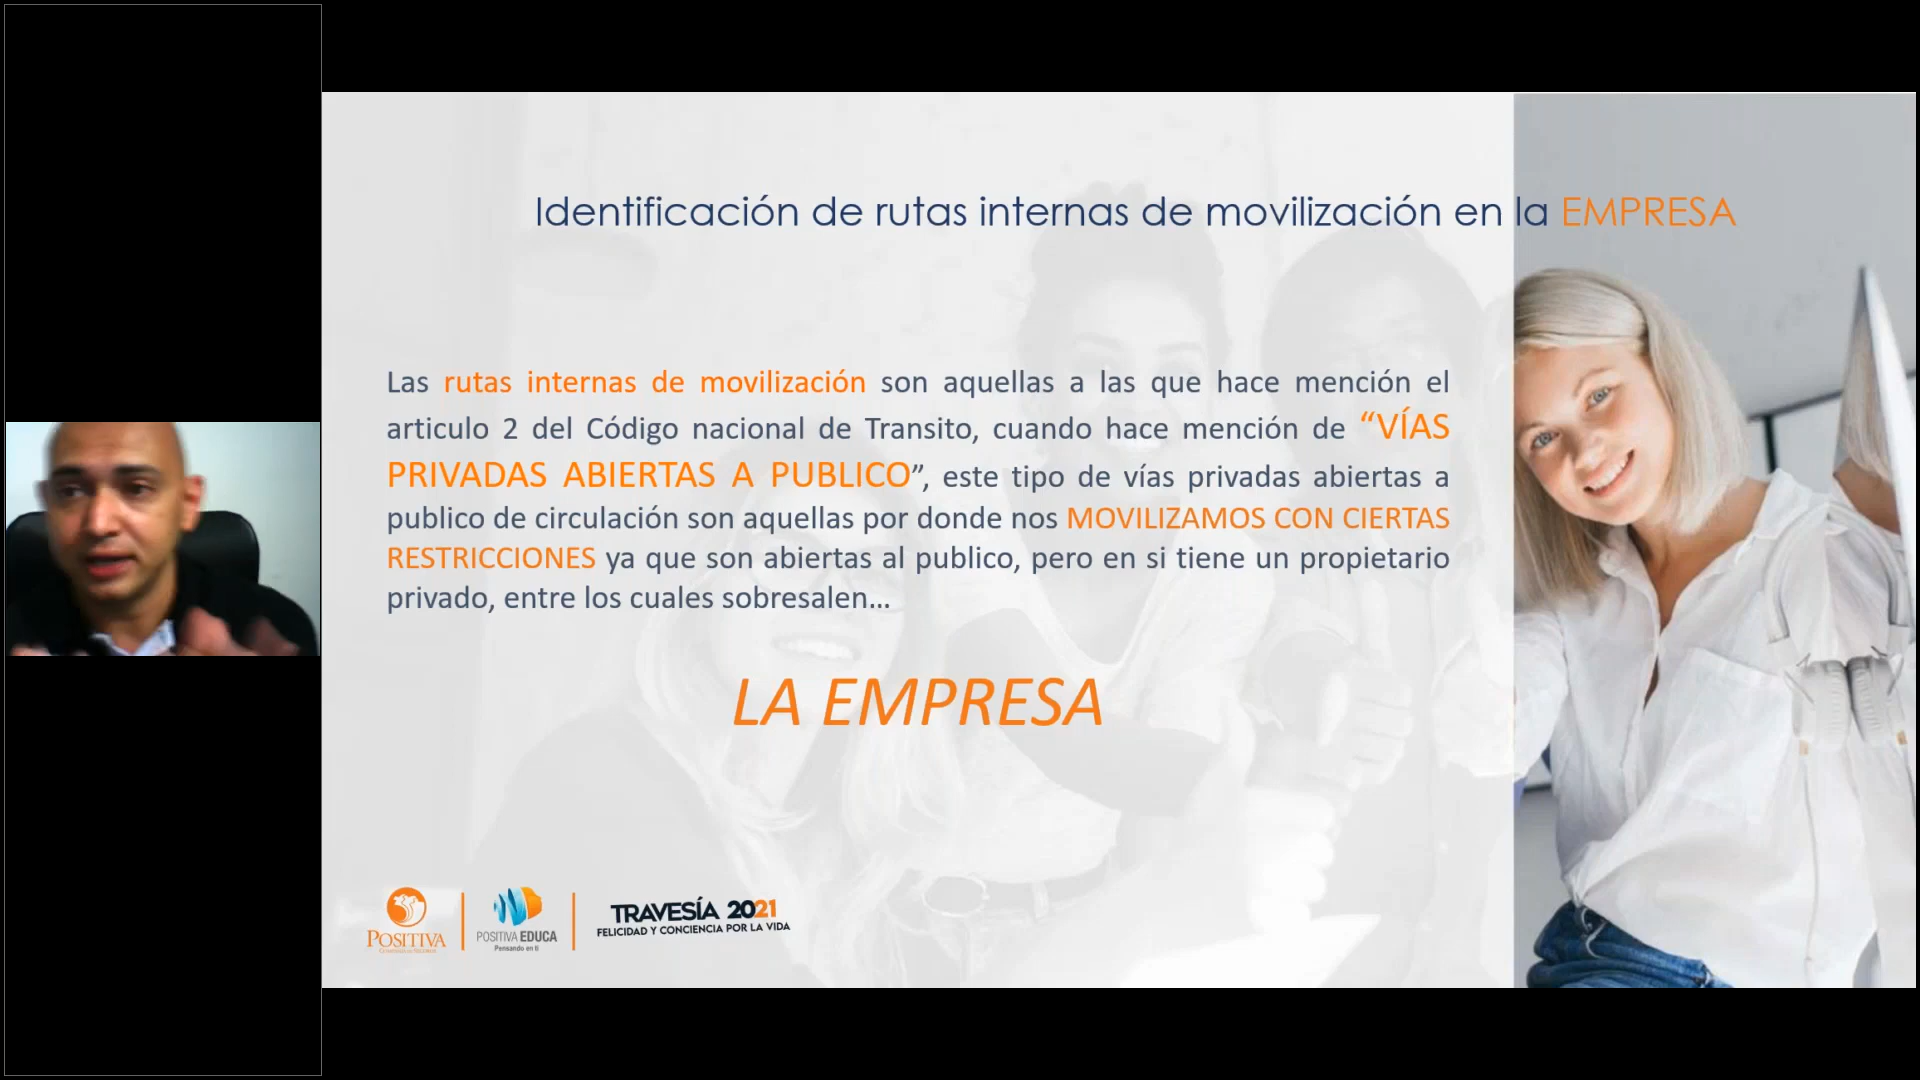 Identificación de rutas internas de movilización en la EMPRESA
Las rutas internas de movilización son aquellas a las que hace mención el
articulo 2 del Código nacional de Transito, cuando hace mención de “VÍAS
PRIVADAS ABIERTAS A PUBLICO”, este tipo de vías privadas abiertas a
publico de circulación son aquellas por donde nos MOVILIZAMOS CON CIERTAS
RESTRICCIONES ya que son abiertas al publico, pero en si tiene un propietario
privado, entre los cuales sobresalen…
LA EMPRESA
POSITIVA
COMPAÑÍA DE SEGUROS
POSITIVA EDUCA
Pensando en ti
TRAVESÍA 2021
FELICIDAD Y CONCIENCIA POR LA VIDA